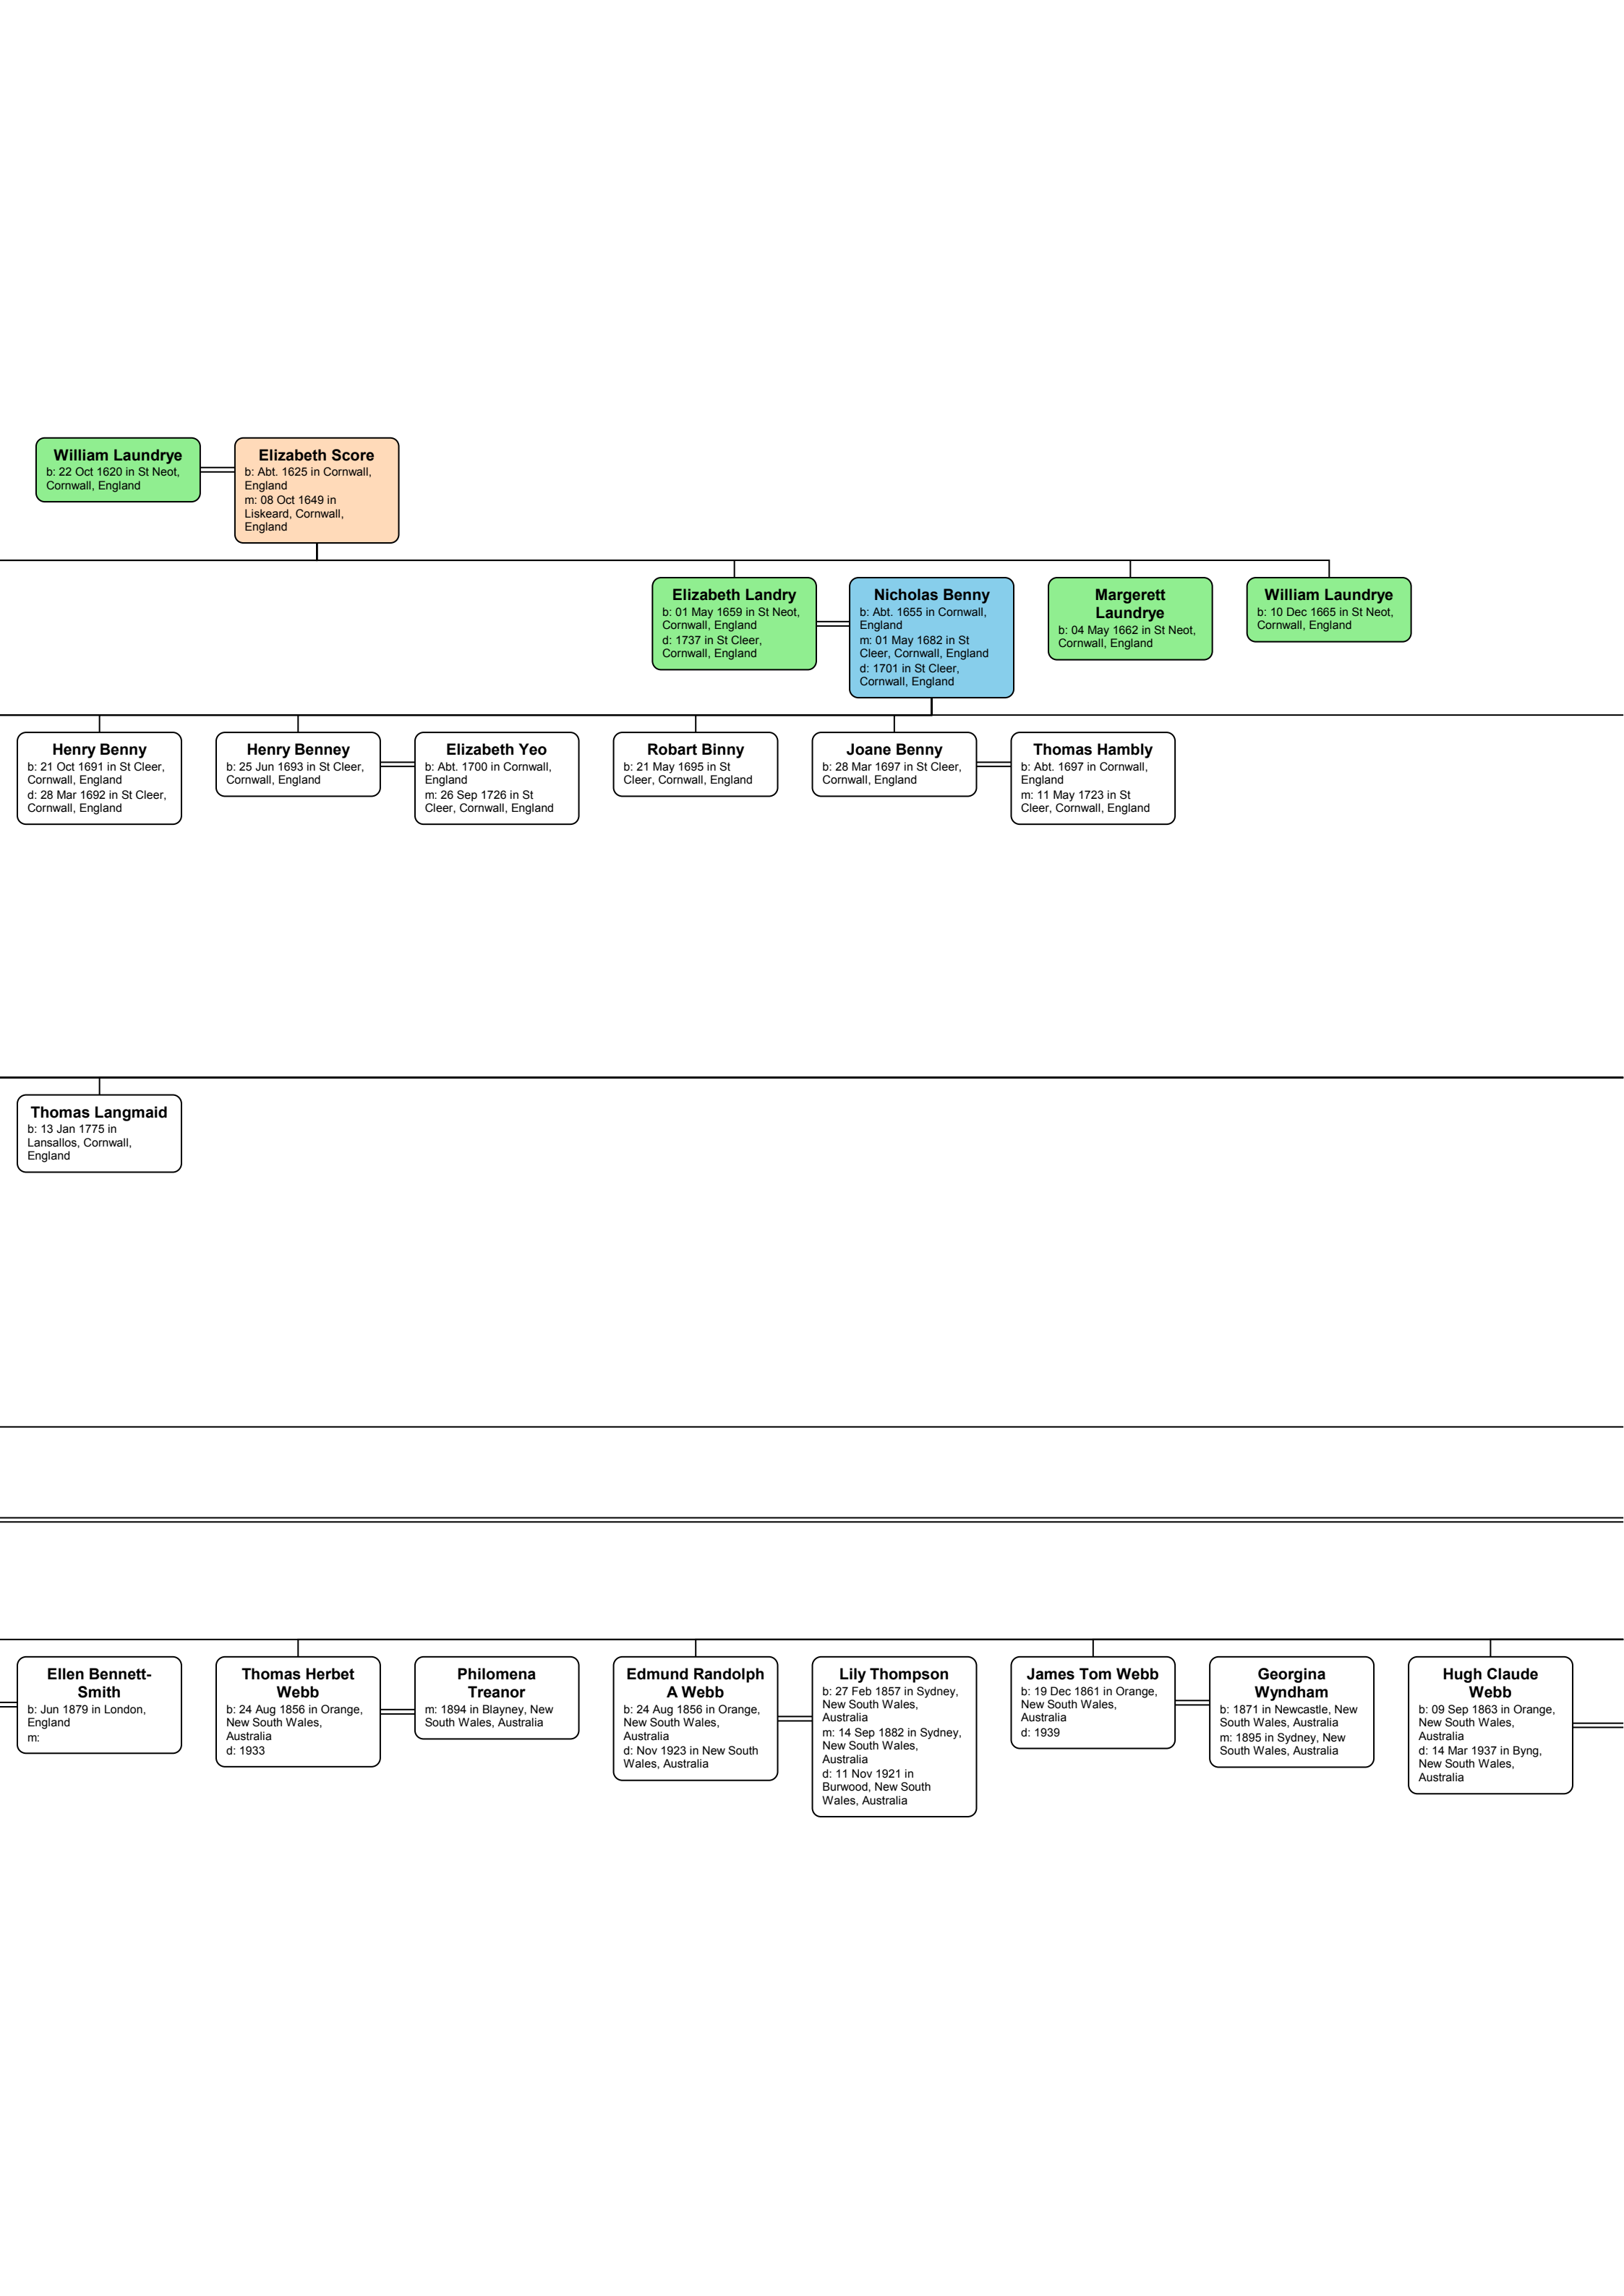 William Laundrye
b: 22 Oct 1620 in St Neot,
Cornwall, England
Elizabeth Score
b: Abt. 1625 in Cornwall,
England
m: 08 Oct 1649 in
Liskeard, Cornwall,
England
Elizabeth Landry
b: 01 May 1659 in St Neot,
Cornwall, England
d: 1737 in St Cleer,
Cornwall, England
Nicholas Benny
b: Abt. 1655 in Cornwall,
England
m: 01 May 1682 in St
Cleer, Cornwall, England
d: 1701 in St Cleer,
Cornwall, England
Margerett
Laundrye
b: 04 May 1662 in St Neot,
Cornwall, England
William Laundrye
b: 10 Dec 1665 in St Neot,
Cornwall, England
Henry Benny
b: 21 Oct 1691 in St Cleer,
Cornwall, England
d: 28 Mar 1692 in St Cleer,
Cornwall, England
Henry Benney
b: 25 Jun 1693 in St Cleer,
Cornwall, England
Elizabeth Yeo
b: Abt. 1700 in Cornwall,
England
m: 26 Sep 1726 in St
Cleer, Cornwall, England
Robart Binny
b: 21 May 1695 in St
Cleer, Cornwall, England
Joane Benny
b: 28 Mar 1697 in St Cleer,
Cornwall, England
Thomas Hambly
b: Abt. 1697 in Cornwall,
England
m: 11 May 1723 in St
Cleer, Cornwall, England
Thomas Langmaid
b: 13 Jan 1775 in
Lansallos, Cornwall,
England
Ellen Bennett-
Smith
b: Jun 1879 in London,
England
m:
Thomas Herbet
Webb
b: 24 Aug 1856 in Orange,
New South Wales,
Australia
d: 1933
Philomena
Treanor
m: 1894 in Blayney, New
South Wales, Australia
Edmund Randolph
A Webb
b: 24 Aug 1856 in Orange,
New South Wales,
Australia
d: Nov 1923 in New South
Wales, Australia
Lily Thompson
b: 27 Feb 1857 in Sydney,
New South Wales,
Australia
m: 14 Sep 1882 in Sydney,
New South Wales,
Australia
d: 11 Nov 1921 in
Burwood, New South
Wales, Australia
James Tom Webb
b: 19 Dec 1861 in Orange,
New South Wales,
Australia
d: 1939
Georgina
Wyndham
b: 1871 in Newcastle, New
South Wales, Australia
m: 1895 in Sydney, New
South Wales, Australia
Hugh Claude
Webb
b: 09 Sep 1863 in Orange,
New South Wales,
Australia
d: 14 Mar 1937 in Byng,
New South Wales,
Australia